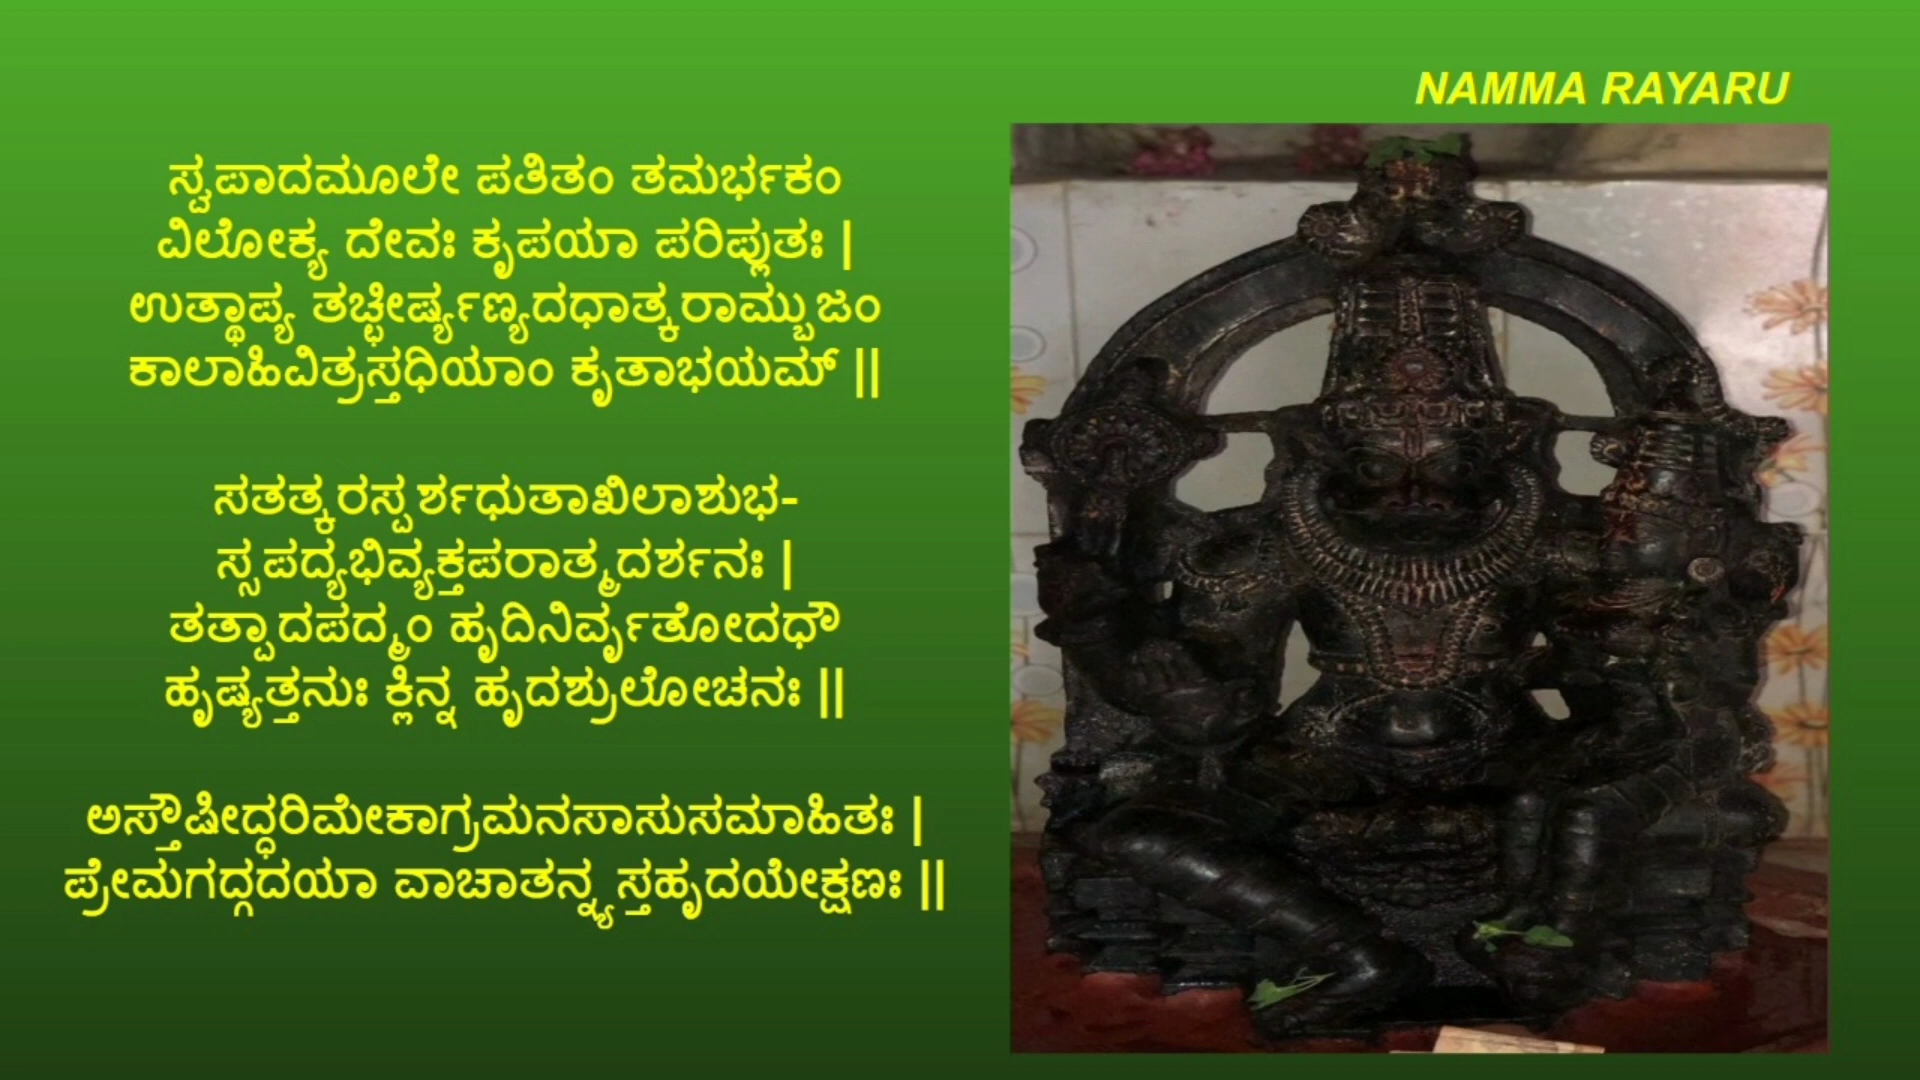 NAMMA RAYARU
ಸ್ವಪಾದಮೂಲೇ ಪತಿತಂ ತಮರ್ಭಕಂ
ವಿಲೋಕ್ಯ ದೇವಃ ಕೃಪಯಾ ಪರಿಪ್ಲುತಃ |
ಉತ್ಥಾಪ್ಯ ತಚ್ಛೀರ್ಷ್ಯಣ್ಯದಧಾತ್ಕರಾಮ್ಬುಜಂ
ಕಾಲಾಹಿವಿತ್ರಸ್ತಧಿಯಾಂ ಕೃತಾಭಯಮ್ ||
ಸತತ್ಕರಸ್ಪರ್ಶಧುತಾಖಿಲಾಶುಭ-
ಸ್ಸಪದ್ಯಭಿವ್ಯಕ್ತಪರಾತ್ಮದರ್ಶನಃ |
ತತ್ಪಾದಪದ್ಮಂ ಹೃದಿನಿರ್ವೃತೋದಧೌ
ಹೃಷ್ಯತ್ತನುಃ ಕ್ಲಿನ್ನ ಹೃದಶ್ರುಲೋಚನಃ ||
ಅಸ್ತೌಷೀದ್ಧರಿಮೇಕಾಗ್ರಮನಸಾಸುಸಮಾಹಿತಃ |
ಪ್ರೇಮಗದ್ಗದಯಾ ವಾಚಾತನ್ನ್ಯಸ್ತಹೃದಯೇಕ್ಷಣಃ ||